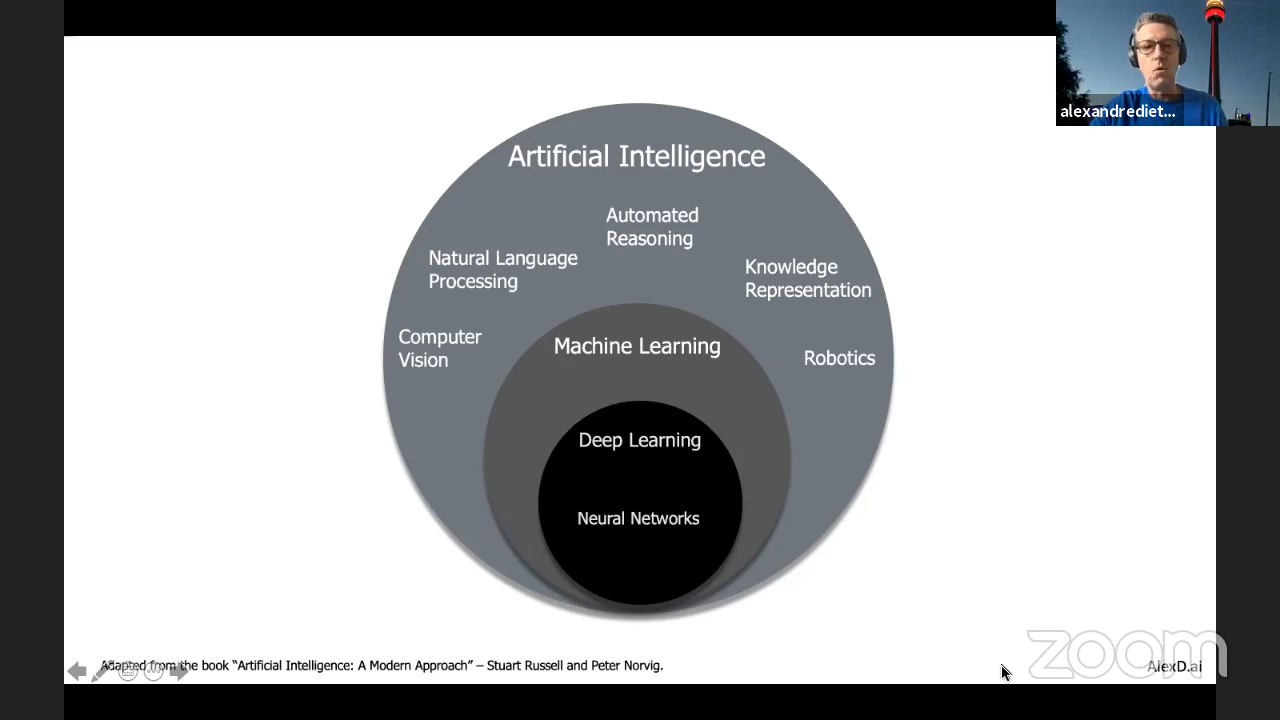 alexandrediet...
Artificial Intelligence
Automated
Reasoning
Natural Language
Processing
Knowledge
Representation
Computer
Vision
Machine Learning
Robotics
Deep Learning
Neural Networks
Adapted from the book “Artificial Intelligence: A Modern Approach” – Stuart Russell and Peter Norvig.
zoom
AlexD.ai